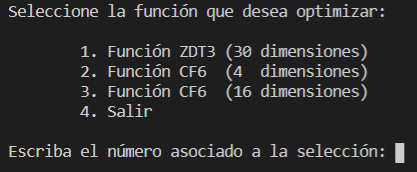 Seleccione la función que desea optimizar:
1. Función ZDT3 (30 dimensiones)
2. Función CF6 (4 dimensiones)
3. Función CF6 (16 dimensiones)
4. Salir
Escriba el número asociado a la selección: